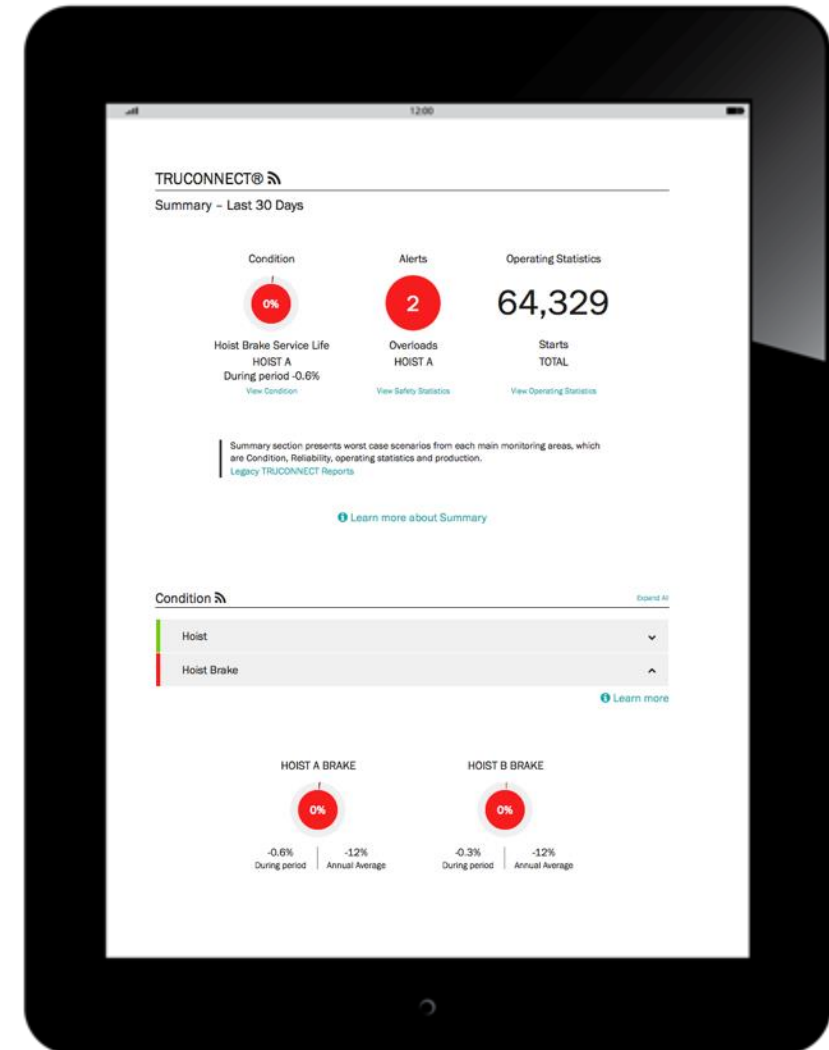 12:00
TRUCONNECT®
Summary – Last 30 Days
Condition
Alerts
Operating Statistics
0%
2
64,329
Hoist Brake Service Life
HOIST A
During period -0.6%
View Condition
Overloads
HOIST A
View Safety Statistics
Starts
TOTAL
View Operating Statistics
Summary section presents worst case scenarios from each main monitoring areas, which
are Condition, Reliability, operating statistics and production.
Legacy TRUCONNECT Reports
Learn more about Summary
Condition
Expand All
Hoist
Hoist Brake
Learn more
HOIST A BRAKE
HOIST B BRAKE
0%
0%
-0.6%
During period
-12%
Annual Average
-0.3%
During period
-12%
Annual Average